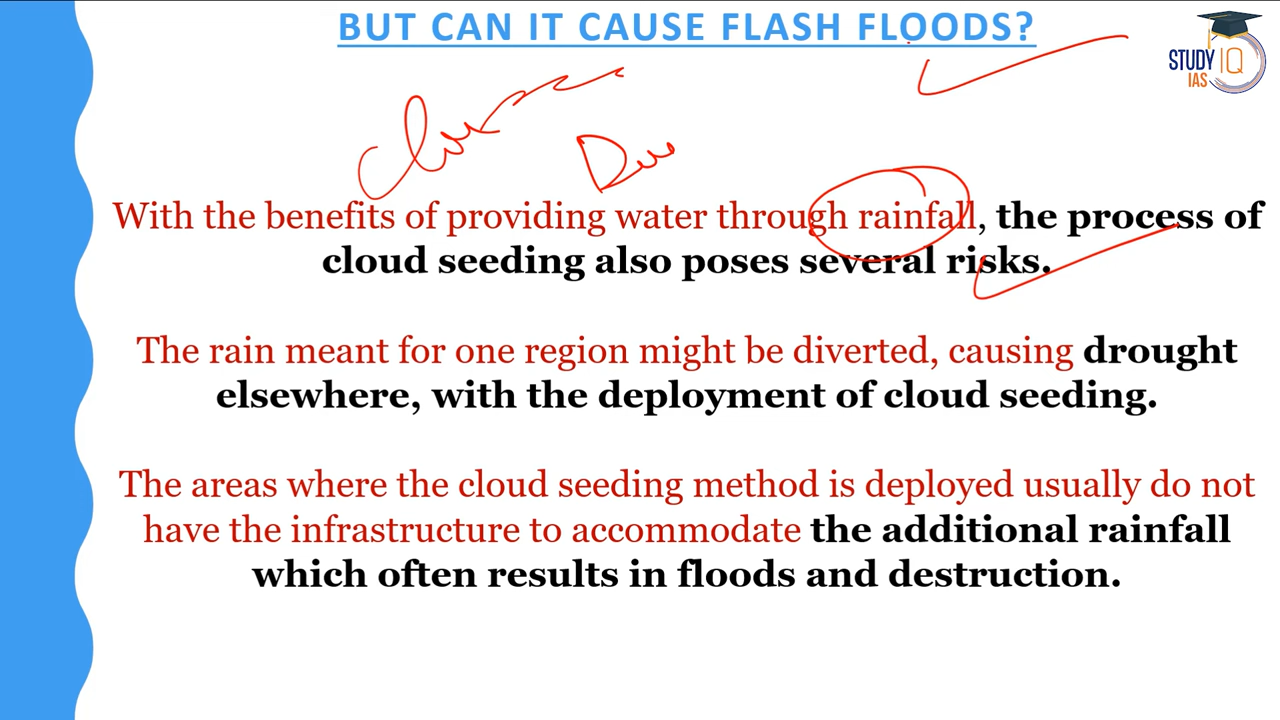 BUT CAN IT CAUSE FLASH FLOODS?
STUDY IQ
IAS
With the benefits of providing water through rainfall, the process of
cloud seeding also poses several risks.
The rain meant for one region might be diverted, causing drought
elsewhere, with the deployment of cloud seeding.
The areas where the cloud seeding method is deployed usually do not
have the infrastructure to accommodate the additional rainfall
which often results in floods and destruction.